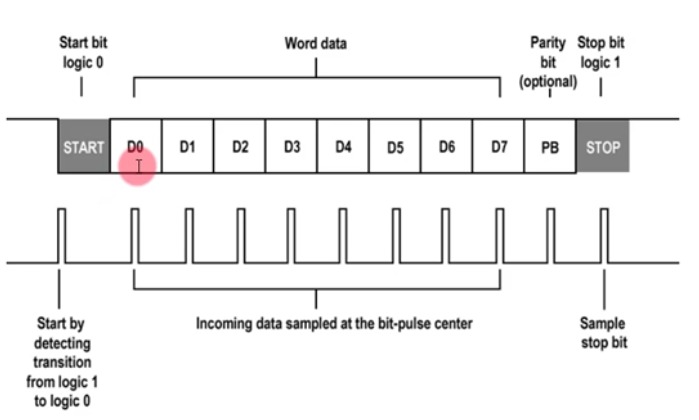 Start bit
logic 0
Word data
Parity
bit
(optional)
Stop bit
logic 1
START D0 D1 D2 D3 D4 D5 D6 D7 PB STOP
Start by
detecting
transition
from logic 1
to logic 0
Incoming data sampled at the bit-pulse center
Sample
stop bit